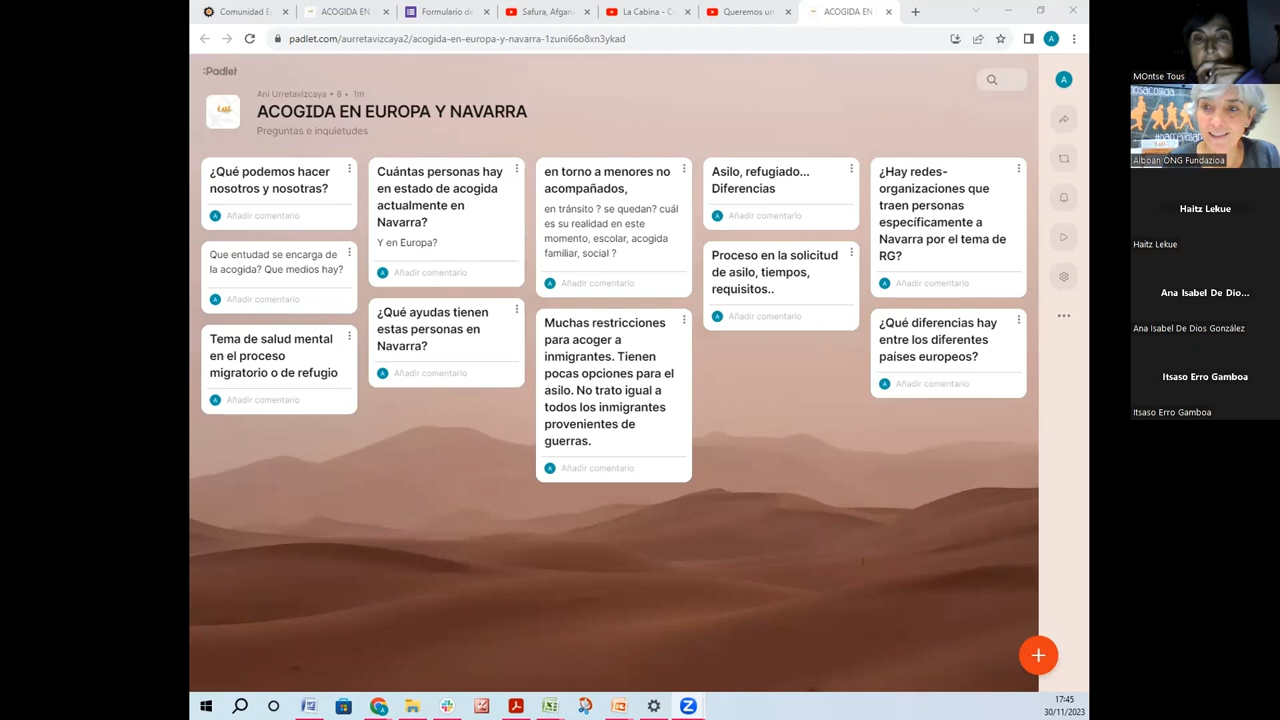 Comunidad E
ACOGIDA EN
Formulario de
Safura, Afgan
La Cabina - C
Queremos un
ACOGIDA EN
padlet.com/aurretavizcaya2/acogida-en-europa-y-navarra-1zuni66o8xn3ykad
A
:Padlet
Ani Urretavizcaya + 8 • 1m
ACOGIDA EN EUROPA Y NAVARRA
Preguntas e inquietudes
A
¿Qué podemos hacer
nosotros y nosotras?
A Añadir comentario
Que entudad se encarga de
la acogida? Que medios hay?
A Añadir comentario
Tema de salud mental
en el proceso
migratorio o de refugio
A Añadir comentario
Cuántas personas hay
en estado de acogida
actualmente en
Navarra?
Y en Europa?
A Añadir comentario
¿Qué ayudas tienen
estas personas en
Navarra?
A Añadir comentario
en torno a menores no
acompañados,
en tránsito ? se quedan? cuál
es su realidad en este
momento, escolar, acogida
familiar, social ?
A Añadir comentario
Muchas restricciones
para acoger a
inmigrantes. Tienen
pocas opciones para el
asilo. No trato igual a
todos los inmigrantes
provenientes de
guerras.
A Añadir comentario
Asilo, refugiado...
Diferencias
A Añadir comentario
Proceso en la solicitud
de asilo, tiempos,
requisitos..
A Añadir comentario
¿Hay redes-
organizaciones que
traen personas
específicamente a
Navarra por el tema de
RG?
A Añadir comentario
¿Qué diferencias hay
entre los diferentes
países europeos?
A Añadir comentario
17:45
30/11/2023
MOntse Tous
Alboan ONG Fundazioa
Haitz Lekue
Haitz Lekue
Ana Isabel De Dio...
Ana Isabel De Dios González
Itsaso Erro Gamboa
Itsaso Erro Gamboa